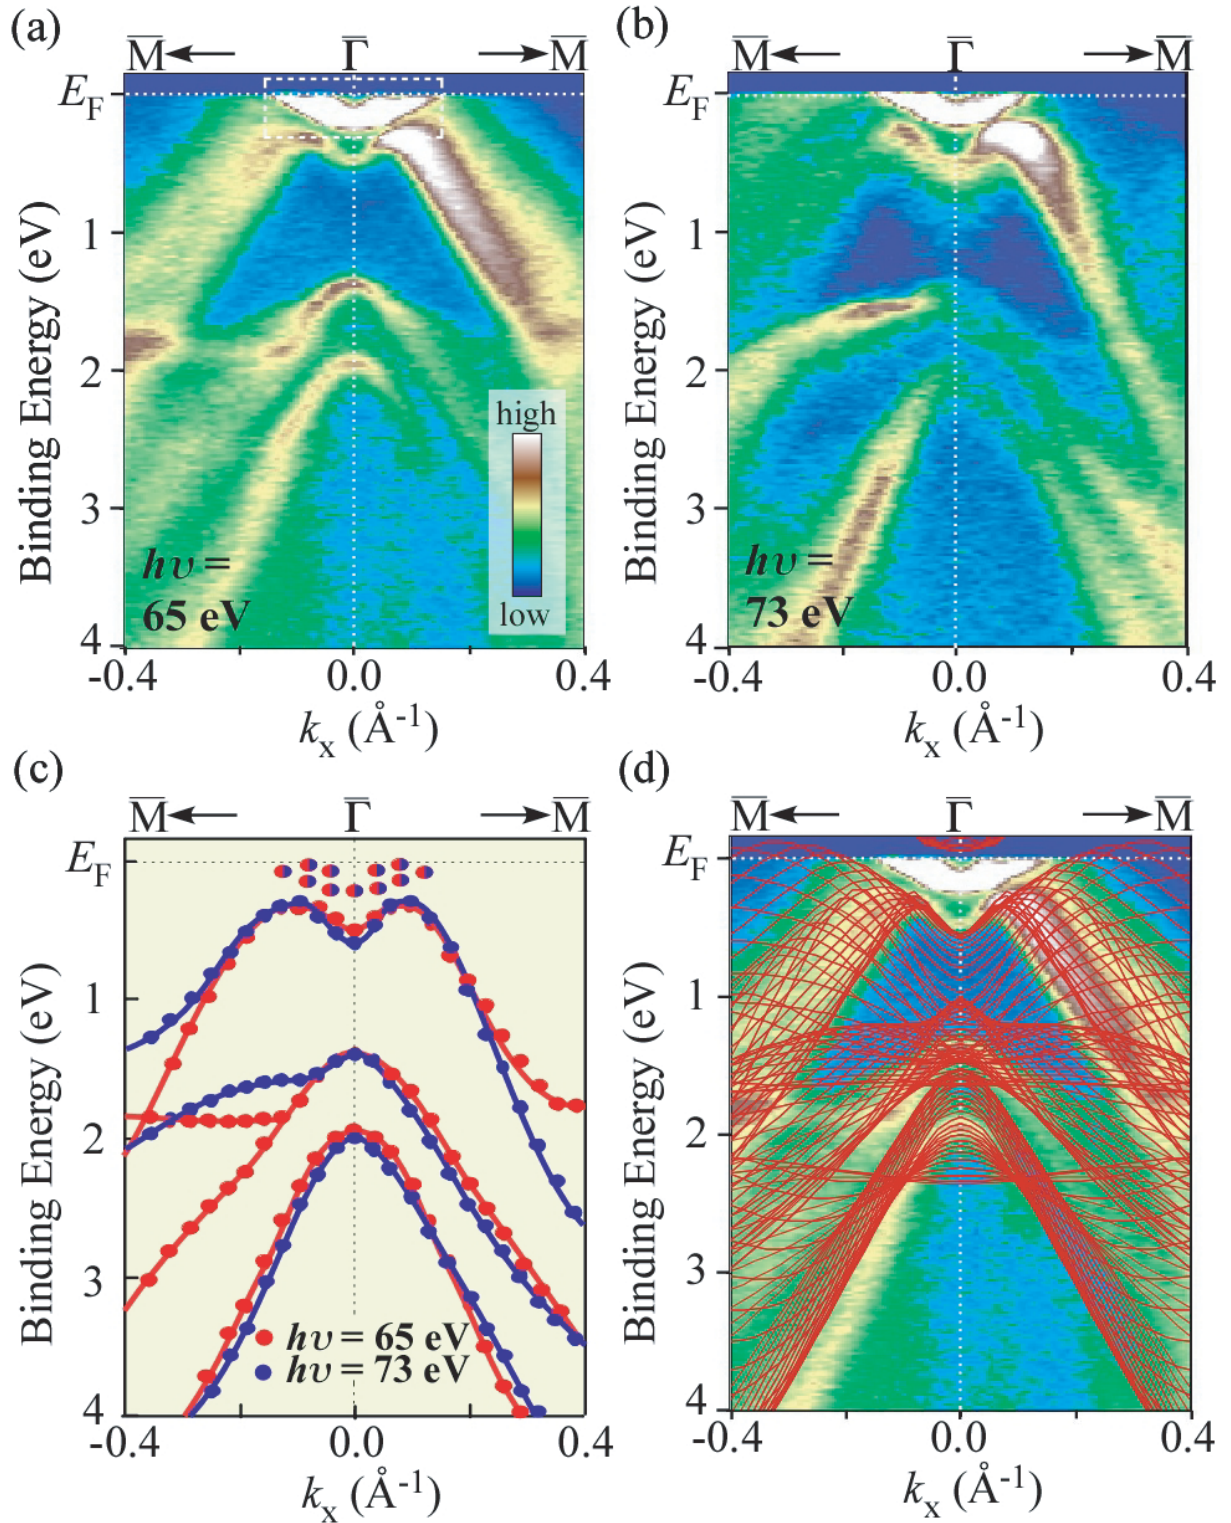 (a)
M̅ ← Γ̅ → M̅
E_F
1
2
3
4
Binding Energy (eV)
high
low
hυ =
65 eV
-0.4 0.0 0.4
k_x (Å⁻¹)
(b)
M̅ ← Γ̅ → M̅
E_F
1
2
3
4
Binding Energy (eV)
hυ =
73 eV
-0.4 0.0 0.4
k_x (Å⁻¹)
(c)
M̅ ← Γ̅ → M̅
E_F
1
2
3
4
Binding Energy (eV)
hυ = 65 eV
hυ = 73 eV
-0.4 0.0 0.4
k_x (Å⁻¹)
(d)
M̅ ← Γ̅ → M̅
E_F
1
2
3
4
Binding Energy (eV)
-0.4 0.0 0.4
k_x (Å⁻¹)